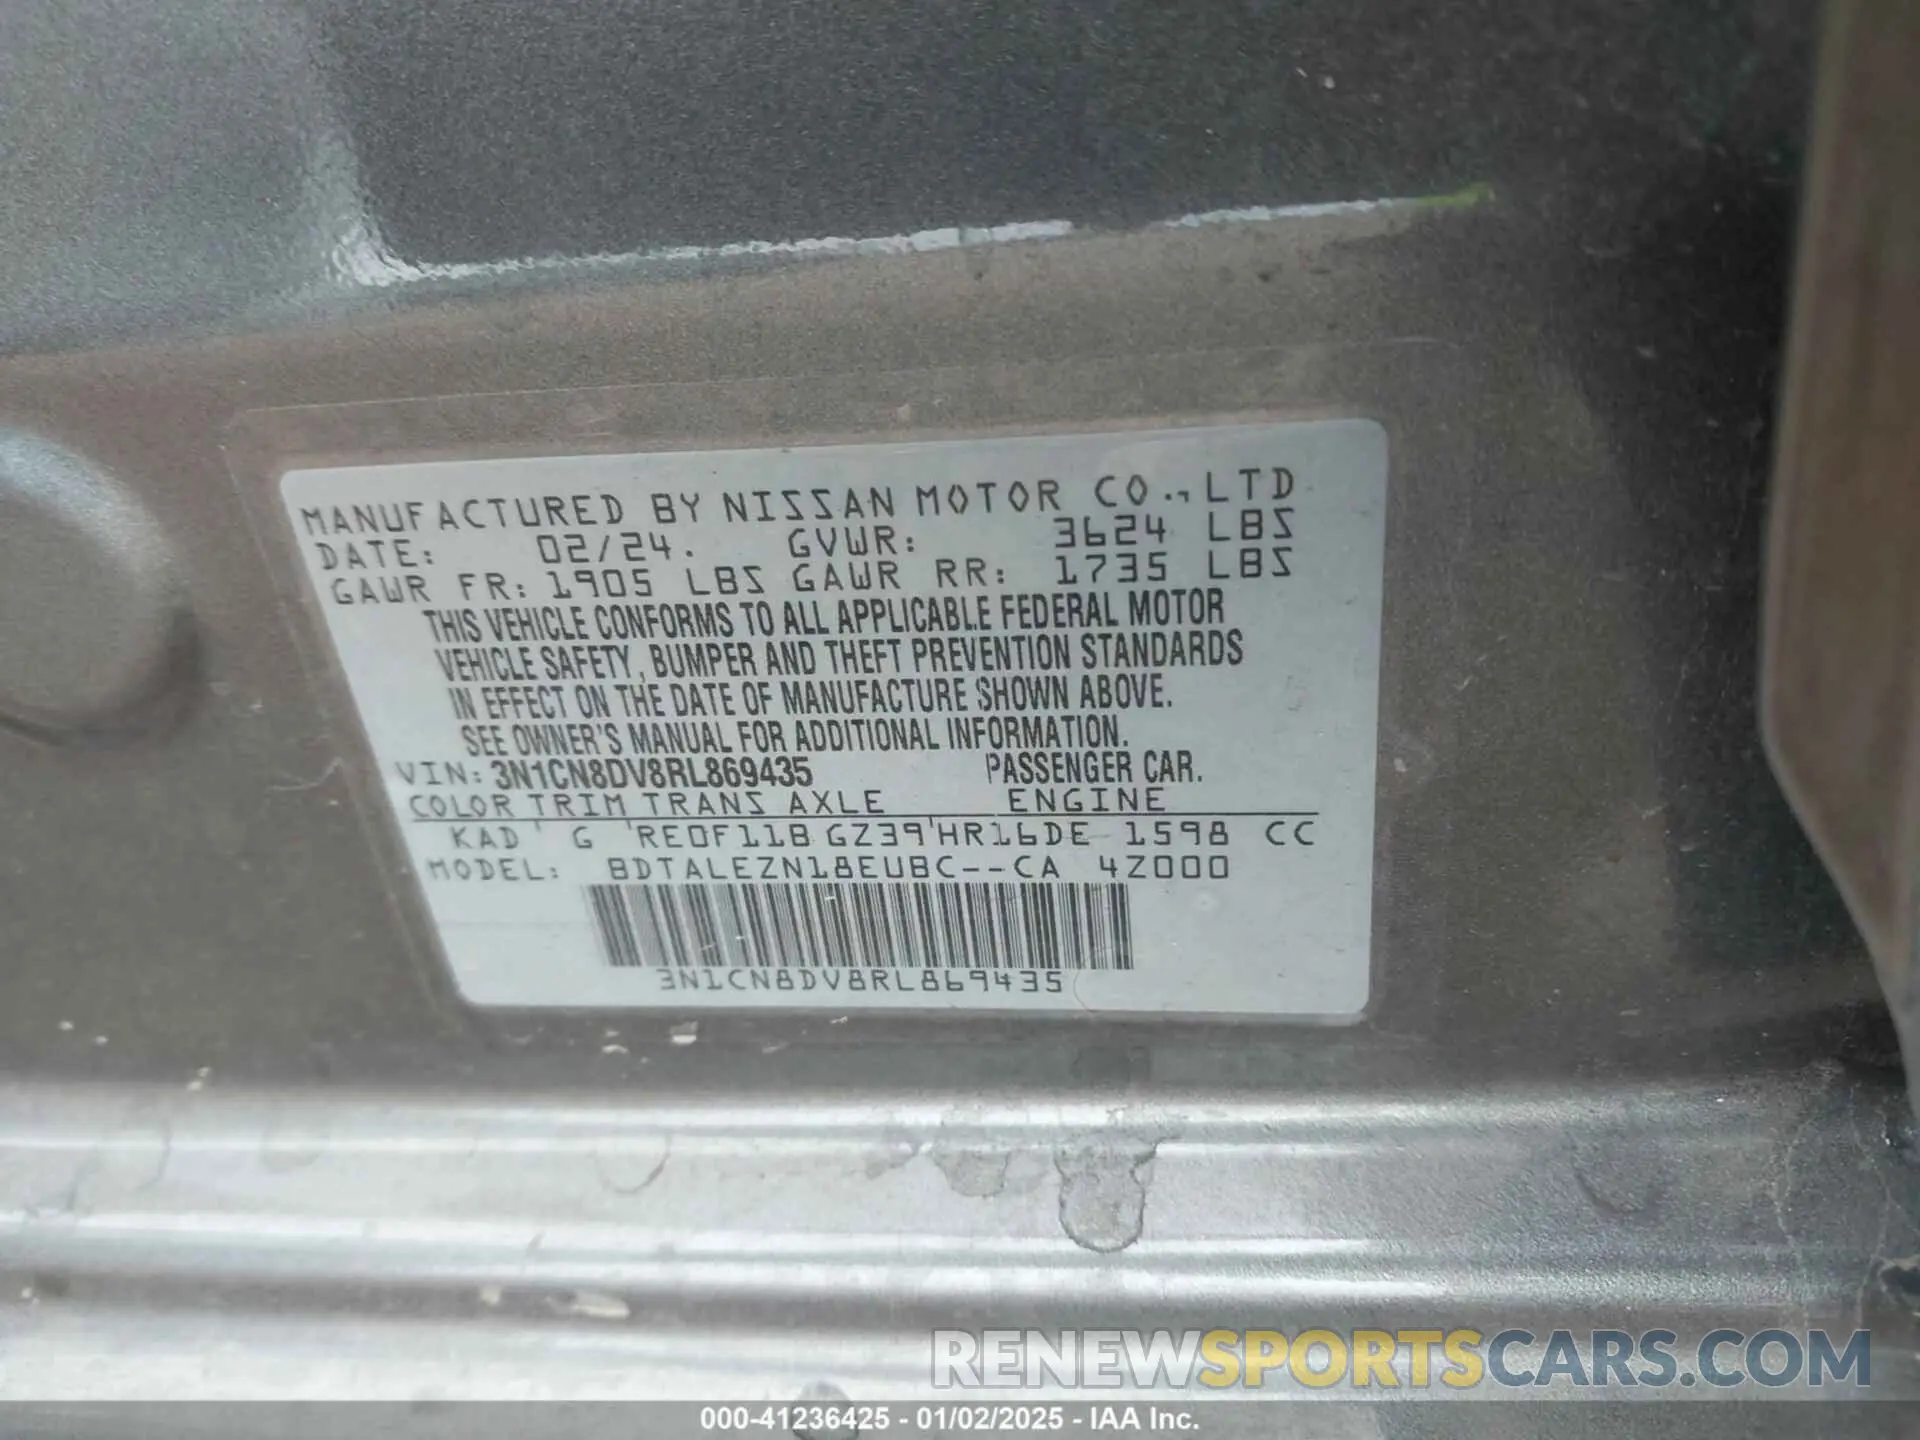 MANUFACTURED BY NISSAN MOTOR CO., LTD
DATE: 02/24. GVWR: 3624 LBS
GAWR FR: 1905 LBS GAWR RR: 1735 LBS
THIS VEHICLE CONFORMS TO ALL APPLICABLE FEDERAL MOTOR
VEHICLE SAFETY, BUMPER AND THEFT PREVENTION STANDARDS
IN EFFECT ON THE DATE OF MANUFACTURE SHOWN ABOVE.
SEE OWNER'S MANUAL FOR ADDITIONAL INFORMATION.
VIN: 3N1CN8DV8RL869435 PASSENGER CAR.
COLOR TRIM TRANS AXLE ENGINE
KAD G RE0F11B GZ39 HR16DE 1598 CC
MODEL: BDTALEZN18EUBC--CA 4Z000
3N1CN8DV8RL869435
RENEWSPORTSCARS.COM
000-41236425 - 01/02/2025 - IAA Inc.